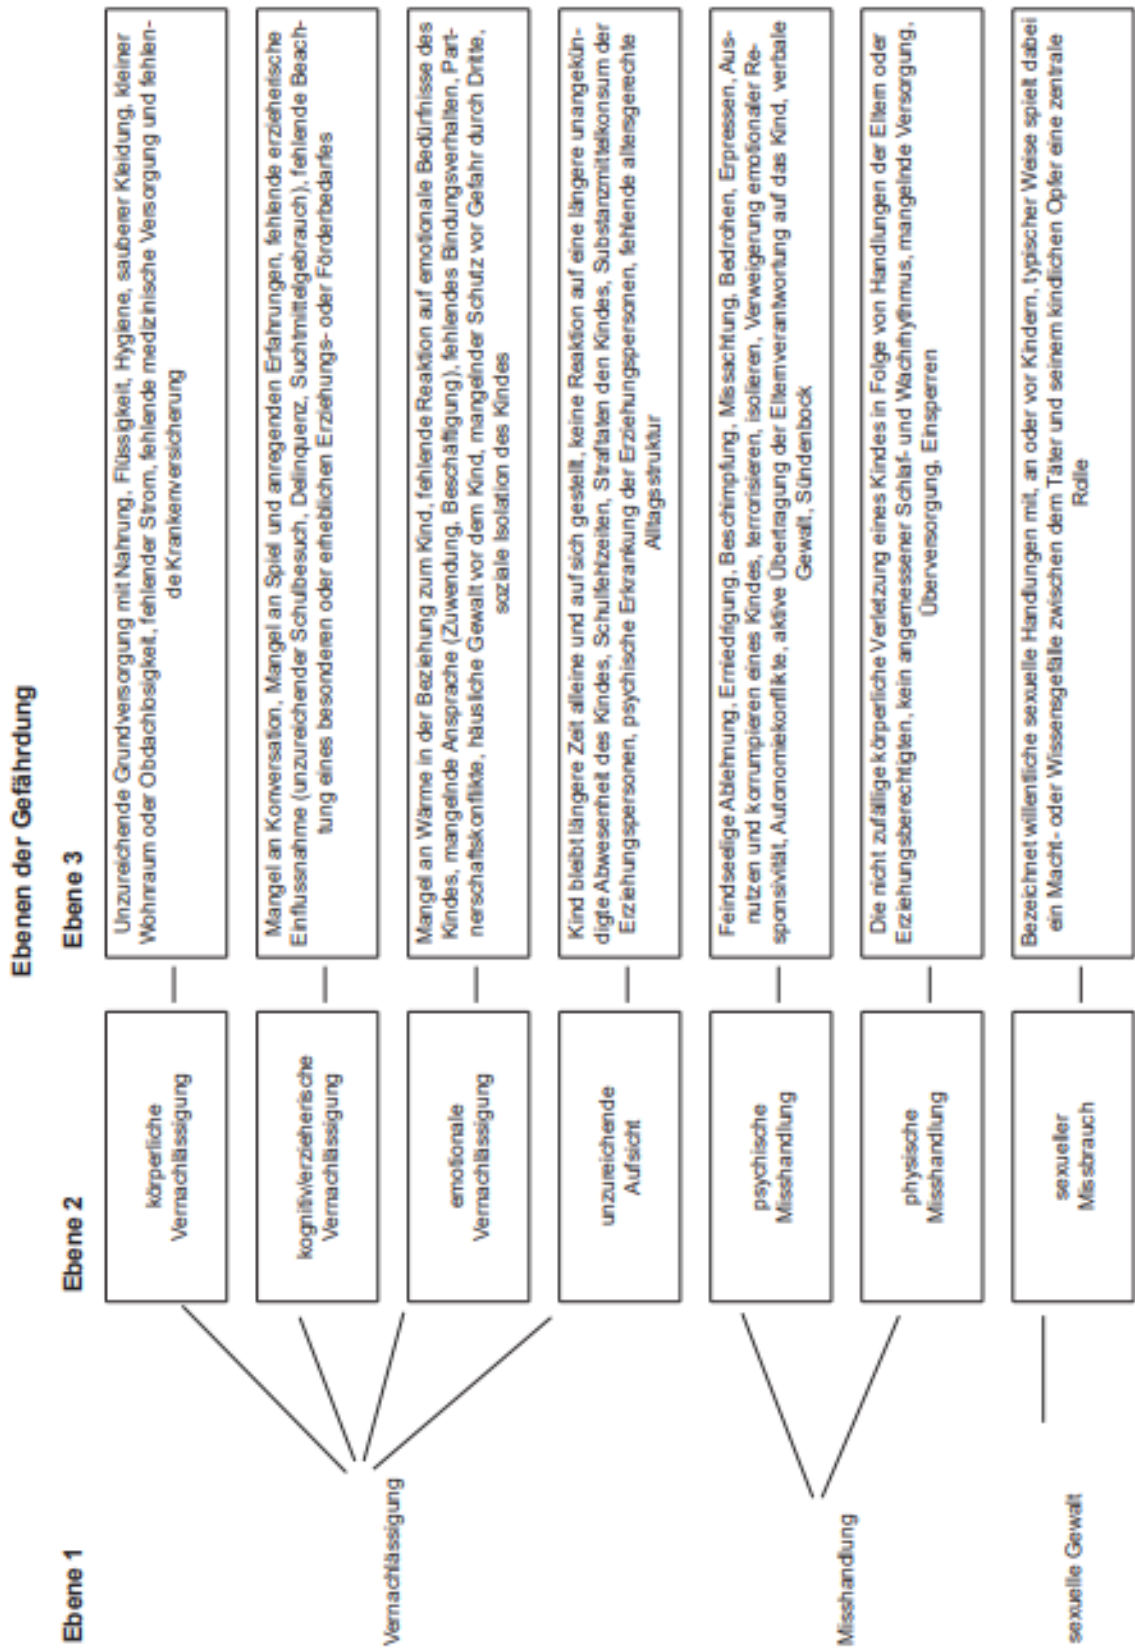 Ebenen der Gefährdung
Ebene 1
Ebene 2
Ebene 3
Vernachlässigung
körperliche
Vernachlässigung
Unzureichende Grundversorgung mit Nahrung, Flüssigkeit, Hygiene, sauberer Kleidung, kleiner
Wohnraum oder Obdachlosigkeit, fehlender Strom, fehlende medizinische Versorgung und fehlen-
de Krankenversicherung
kognitiv/erzieherische
Vernachlässigung
Mangel an Konversation, Mangel an Spiel und anregenden Erfahrungen, fehlende erzieherische
Einflussnahme (unzureichender Schulbesuch, Delinquenz, Suchtmittelgebrauch), fehlende Beach-
tung eines besonderen oder erheblichen Erziehungs- oder Förderbedarfes
emotionale
Vernachlässigung
Mangel an Wärme in der Beziehung zum Kind, fehlende Reaktion auf emotionale Bedürfnisse des
Kindes, mangelnde Ansprache (Zuwendung, Beschäftigung), fehlendes Bindungsverhalten, Part-
nerschaftskonflikte, häusliche Gewalt vor dem Kind, mangelnder Schutz vor Gefahr durch Dritte,
soziale Isolation des Kindes
unzureichende
Aufsicht
Kind bleibt längere Zeit alleine und auf sich gestellt, keine Reaktion auf eine längere unangekün-
digte Abwesenheit des Kindes, Schulfehlzeiten, Straftaten den Kindes, Substanzmittelkonsum der
Erziehungspersonen, psychische Erkrankung der Erziehungspersonen, fehlende altersgerechte
Alltagsstruktur
Misshandlung
psychische
Misshandlung
Feindseelige Ablehnung, Erniedrigung, Beschimpfung, Missachtung, Bedrohen, Erpressen, Aus-
nutzen und korrumpieren eines Kindes, terrorisieren, isolieren, Verweigerung emotionaler Re-
sponsivität, Autonomiekonflikte, aktive Übertragung der Elternverantwortung auf das Kind, verbale
Gewalt, Sündenbock
physische
Misshandlung
Die nicht zufällige körperliche Verletzung eines Kindes in Folge von Handlungen der Eltern oder
Erziehungsberechtigten, kein angemessener Schlaf- und Wachrhythmus, mangelnde Versorgung,
Überversorgung, Einsperren
sexuelle Gewalt
sexueller
Missbrauch
Bezeichnet willentliche sexuelle Handlungen mit, an oder vor Kindern, typischer Weise spielt dabei
ein Macht- oder Wissensgefälle zwischen dem Täter und seinem kindlichen Opfer eine zentrale
Rolle